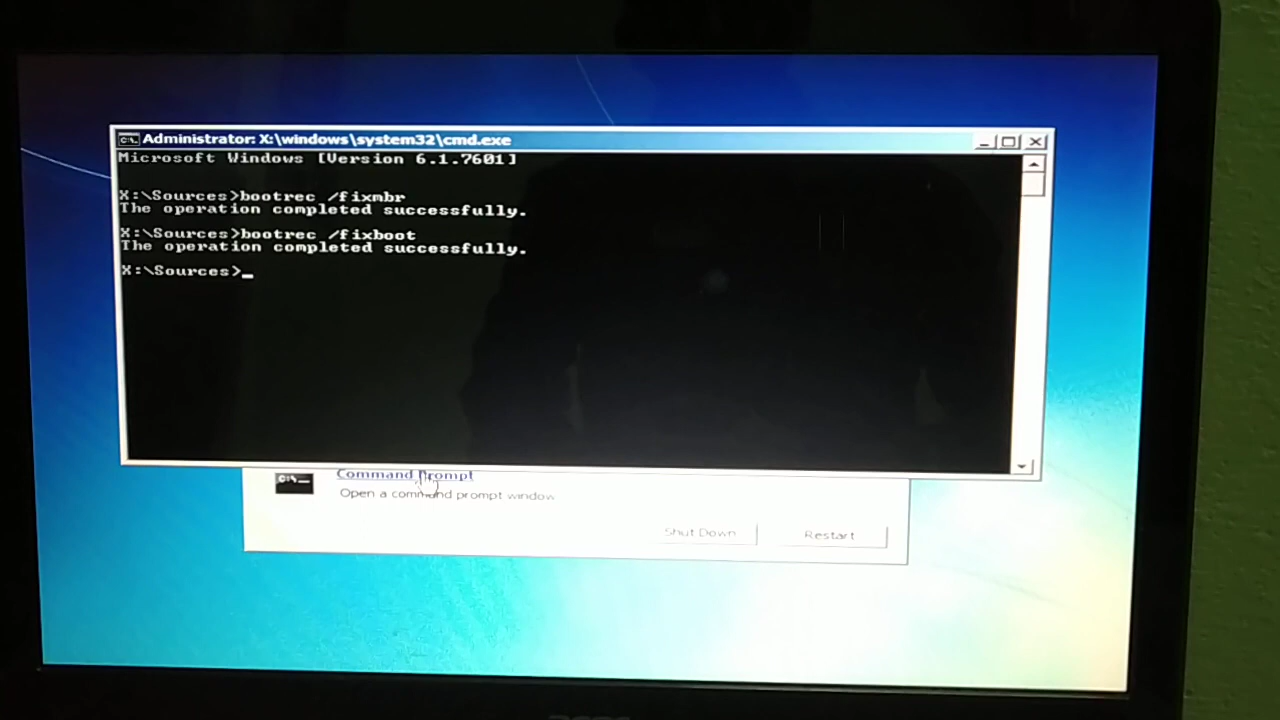 Administrator: X:\windows\system32\cmd.exe
Microsoft Windows [Version 6.1.7601]
X:\Sources>bootrec /fixmbr
The operation completed successfully.
X:\Sources>bootrec /fixboot
The operation completed successfully.
X:\Sources>_
Command Prompt
Open a command prompt window
Shut Down
Restart